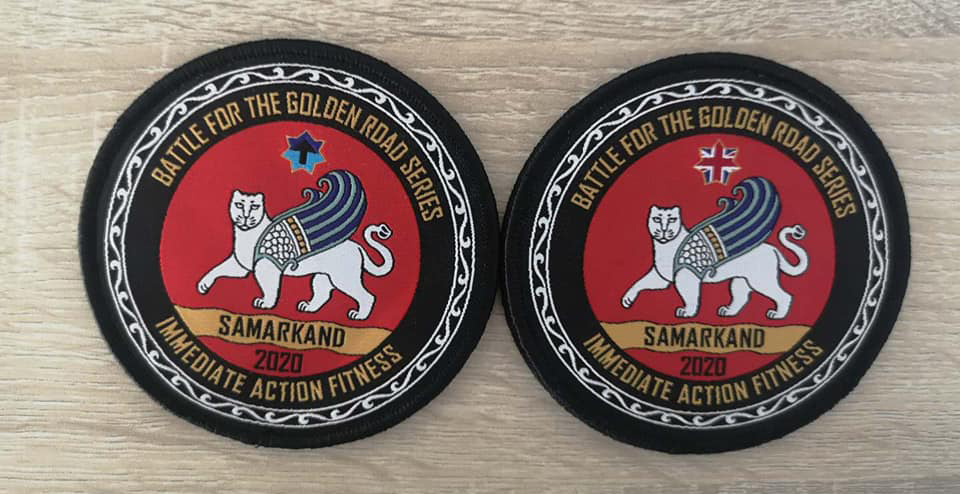 BATTLE FOR THE GOLDEN ROAD SERIES
SAMARKAND
2020
IMMEDIATE ACTION FITNESS
BATTLE FOR THE GOLDEN ROAD SERIES
SAMARKAND
2020
IMMEDIATE ACTION FITNESS